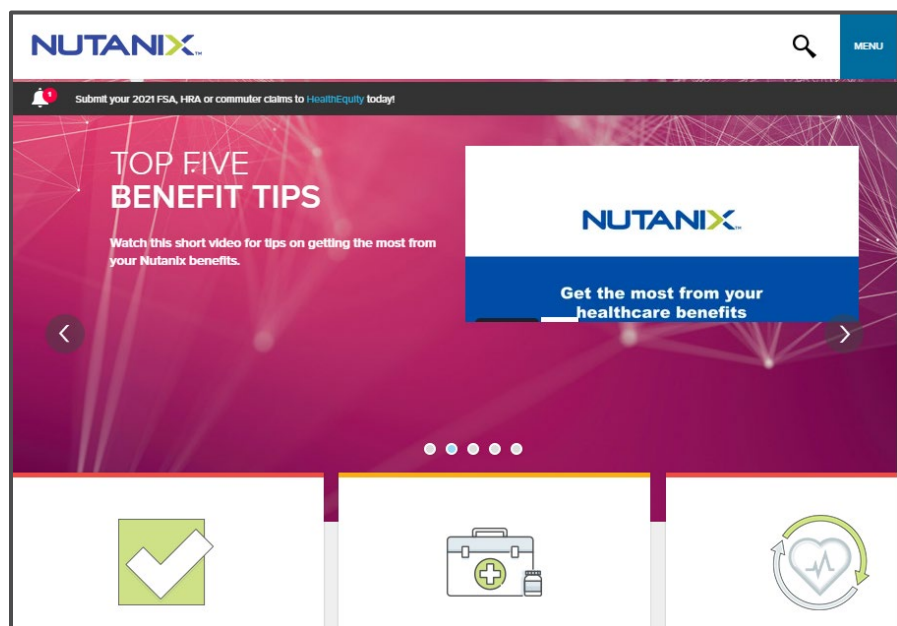 NUTANIX™
MENU
1
Submit your 2021 FSA, HRA or commuter claims to HealthEquity today!
TOP FIVE
BENEFIT TIPS
Watch this short video for tips on getting the most from
your Nutanix benefits.
NUTANIX™
Get the most from your
healthcare benefits